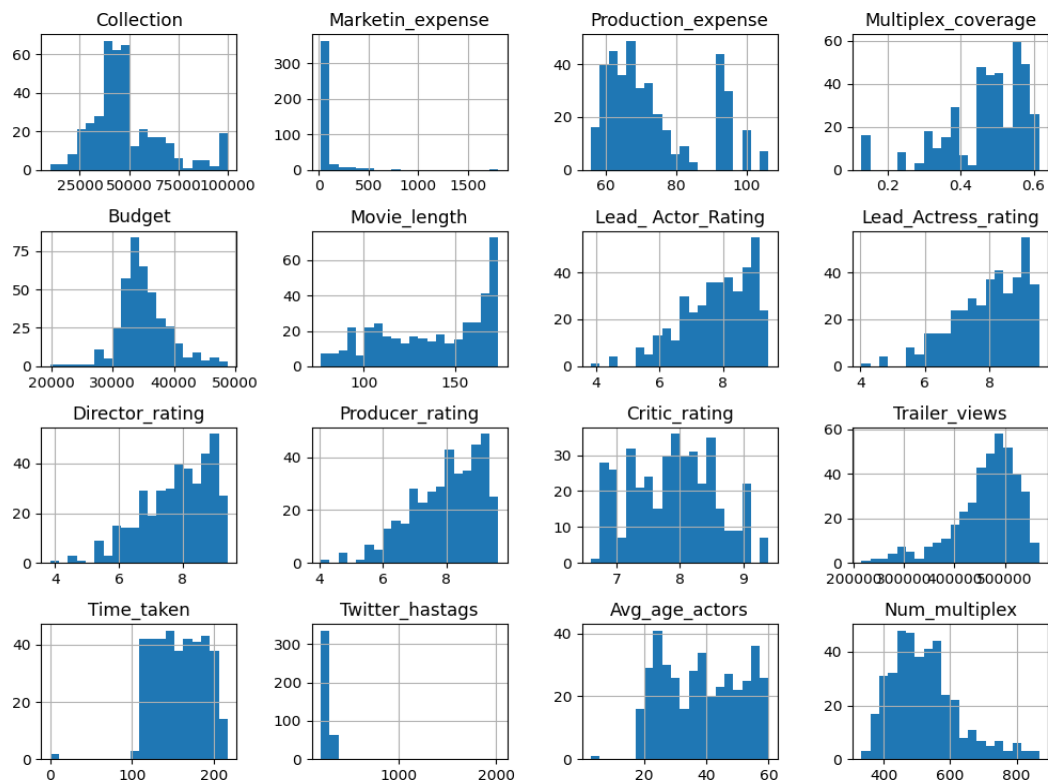 Collection Marketin_expense Production_expense Multiplex_coverage
60 40 20 0 25000 50000 75000 100000
300 200 100 0 0 500 1000 1500
40 20 0 60 80 100
60 40 20 0 0.2 0.4 0.6
Budget Movie_length Lead_ Actor_Rating Lead_Actress_rating
75 50 25 0 20000 30000 40000 50000
60 40 20 0 100 150
40 20 0 4 6 8
40 20 0 4 6 8
Director_rating Producer_rating Critic_rating Trailer_views
40 20 0 4 6 8
40 20 0 4 6 8
30 20 10 0 7 8 9
60 40 20 0 200000 300000 400000 500000
Time_taken Twitter_hastags Avg_age_actors Num_multiplex
40 20 0 0 100 200
300 200 100 0 1000 2000
40 20 0 20 40 60
40 20 0 400 600 800